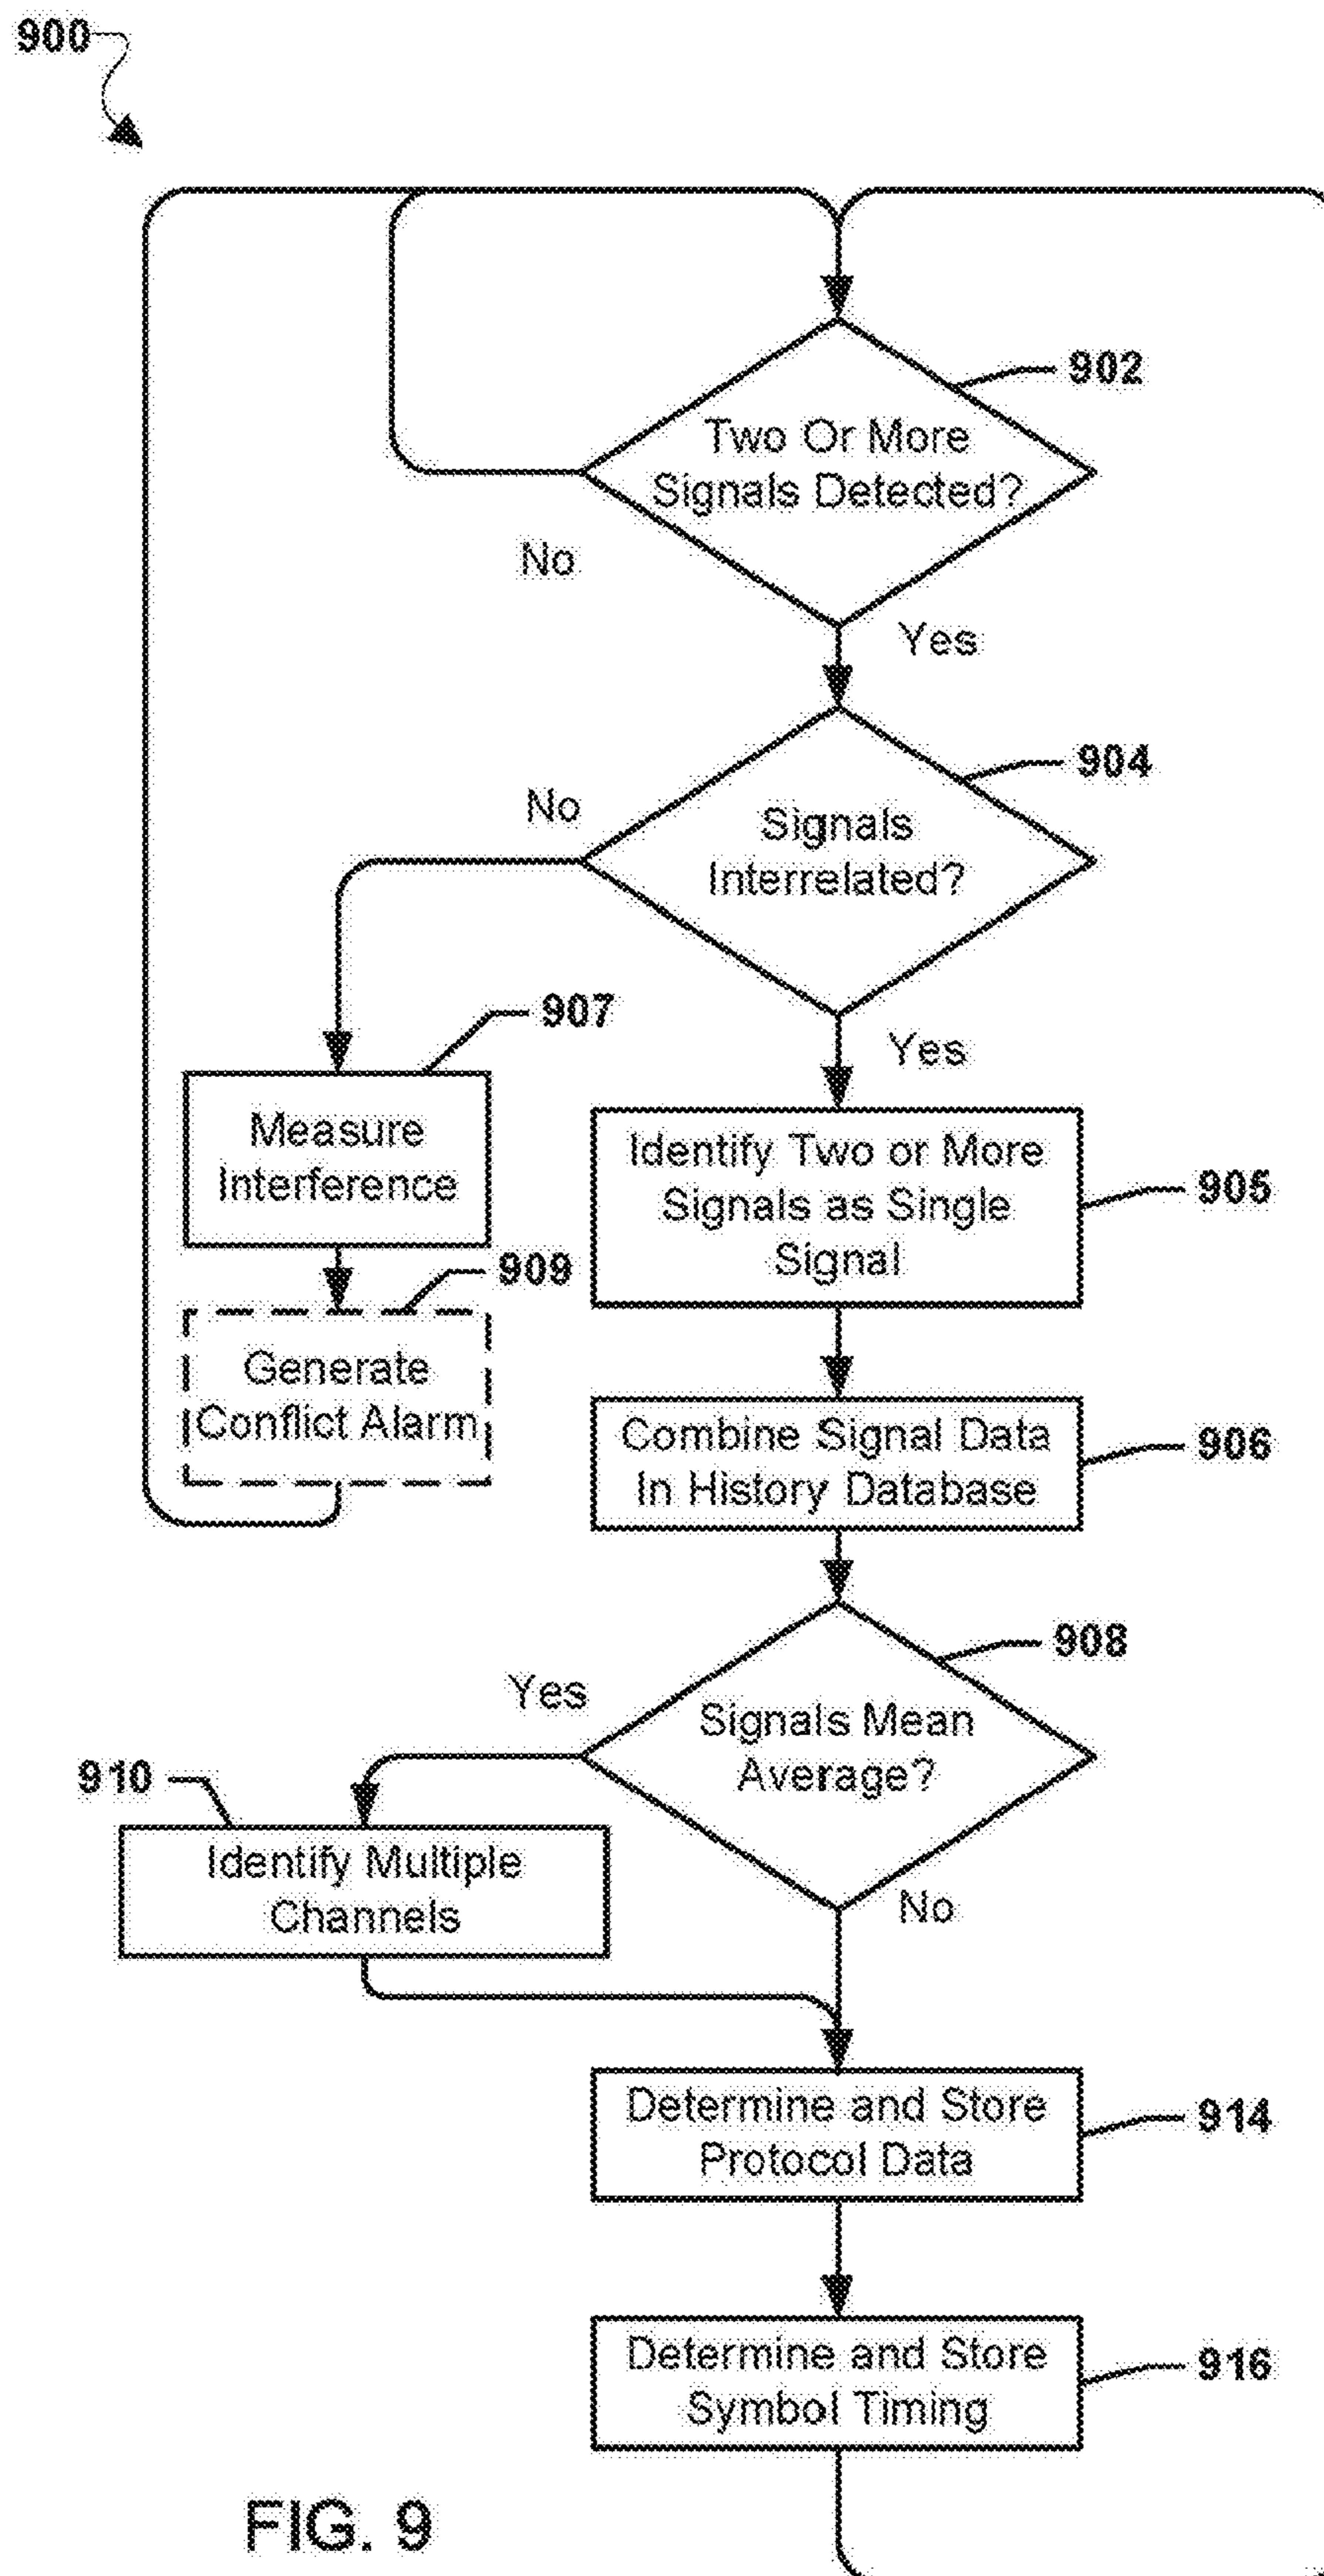 900
902
Two Or More
Signals Detected?
No
Yes
904
No
Signals
Interrelated?
Yes
907
Measure
Interference
Identify Two or More
Signals as Single
Signal
905
909
Generate
Conflict Alarm
Combine Signal Data
In History Database
906
908
Yes
Signals Mean
Average?
910
Identify Multiple
Channels
No
Determine and Store
Protocol Data
914
Determine and Store
Symbol Timing
916
FIG. 9